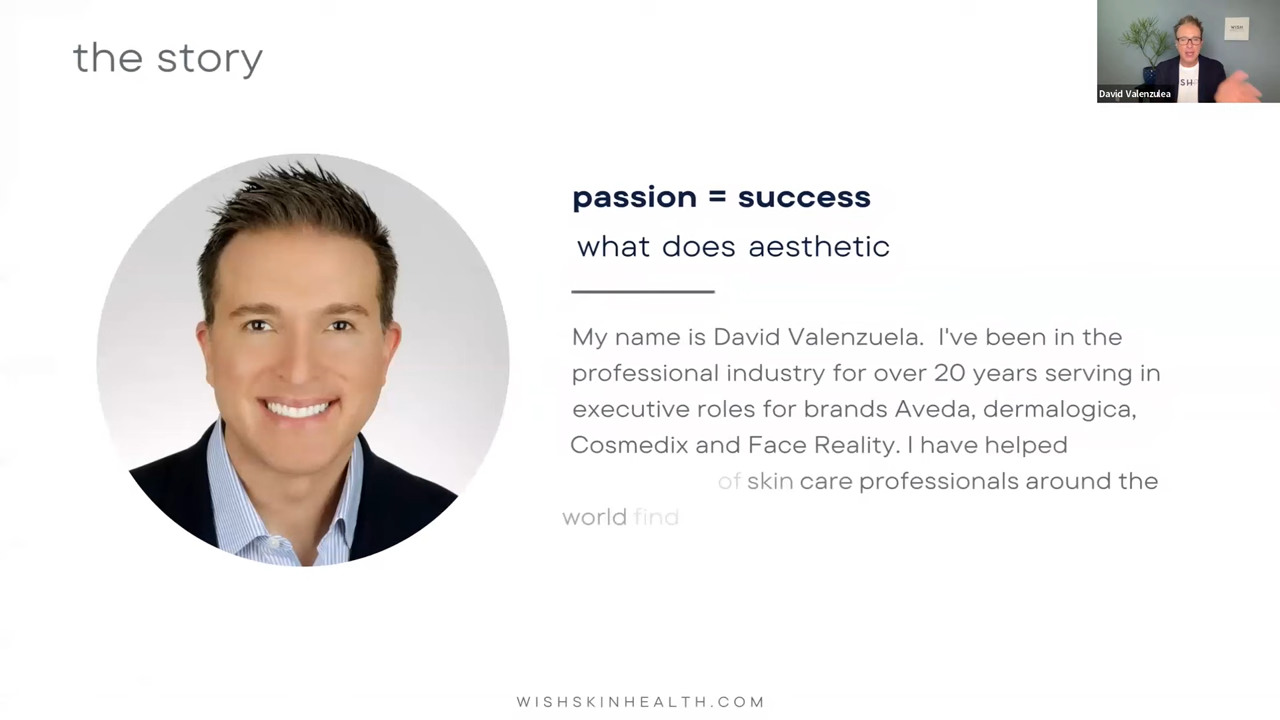 the story
WISH
SH
David Valenzulea
passion = success
what does aesthetic
My name is David Valenzuela.  I've been in the
professional industry for over 20 years serving in
executive roles for brands Aveda, dermalogica,
Cosmedix and Face Reality. I have helped
of skin care professionals around the
world find
WISHSKINHEALTH.COM